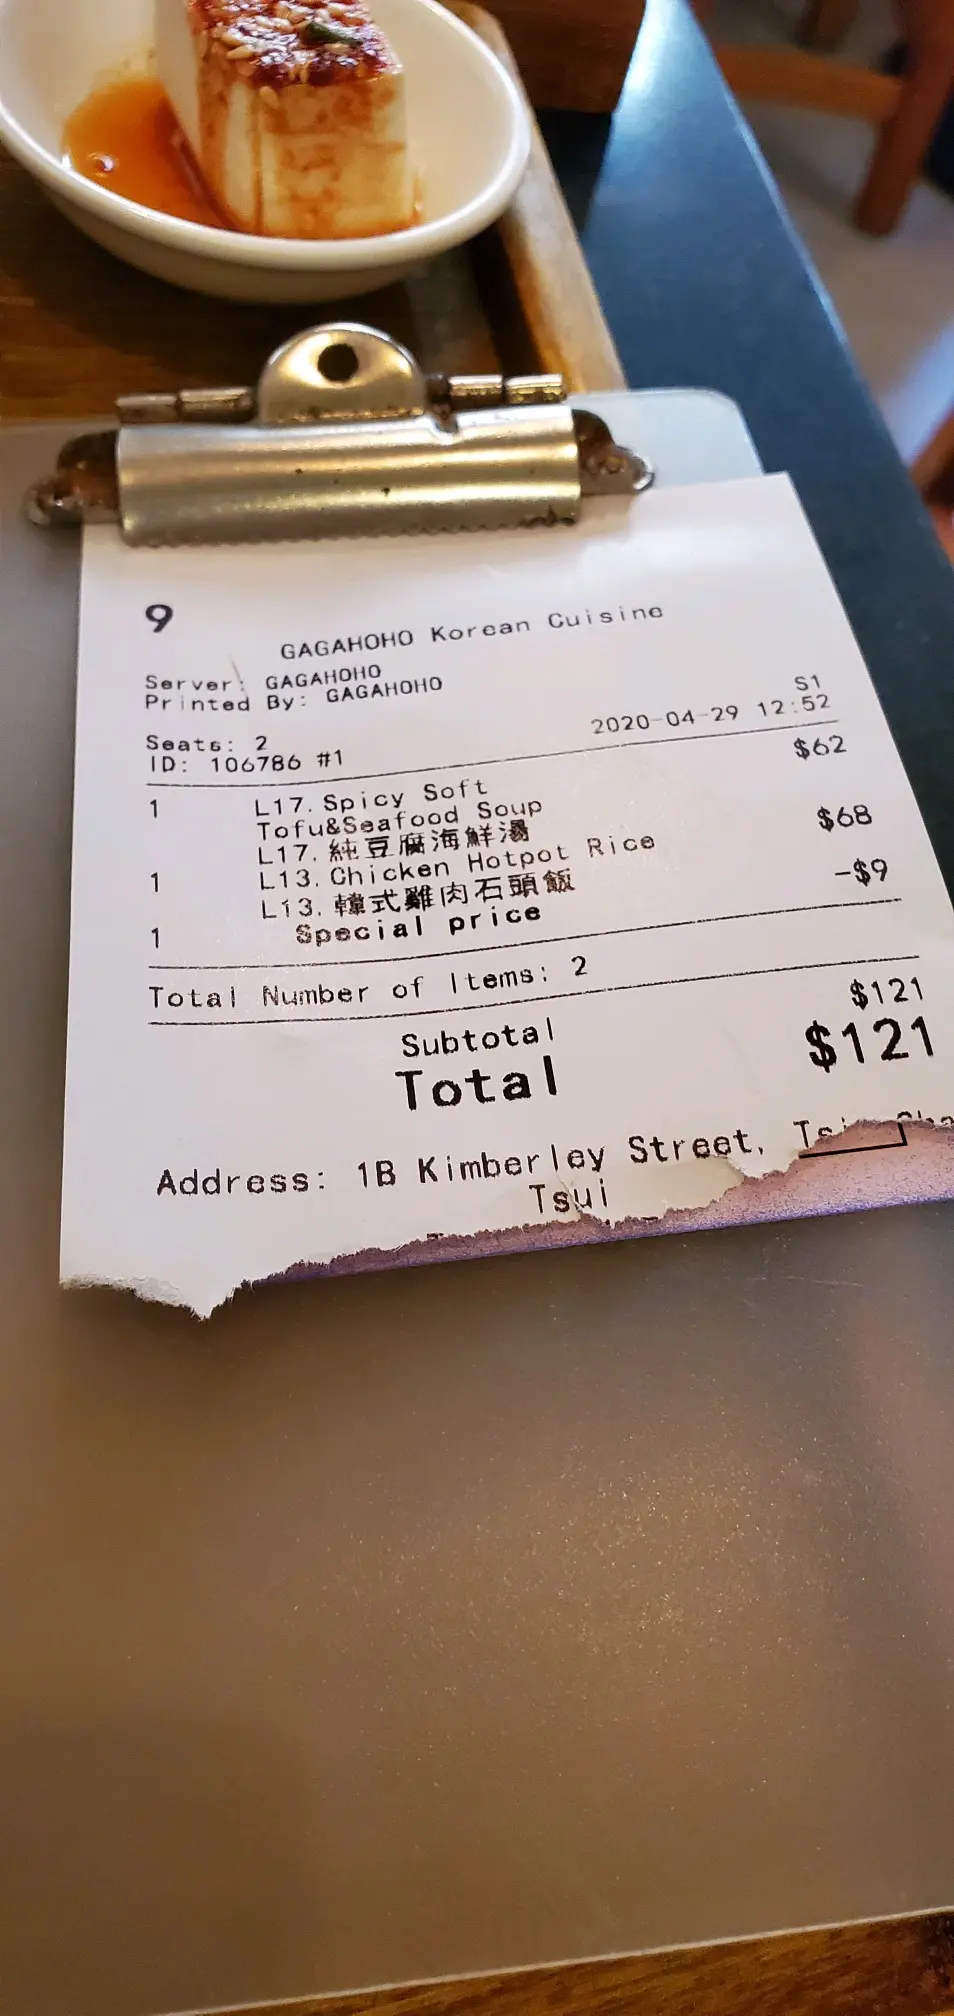 9
GAGAHOHO Korean Cuisine
Server: GAGAHOHO
Printed By: GAGAHOHO
S1
Seats: 2 2020-04-29 12:52
ID: 106786 #1
1 L17. Spicy Soft $62
Tofu&Seafood Soup
L17. 純豆腐海鮮湯
1 L13. Chicken Hotpot Rice $68
L13. 韓式雞肉石頭飯
1 Special price -$9
Total Number of Items: 2
Subtotal $121
Total $121
Address: 1B Kimberley Street,
Tsui